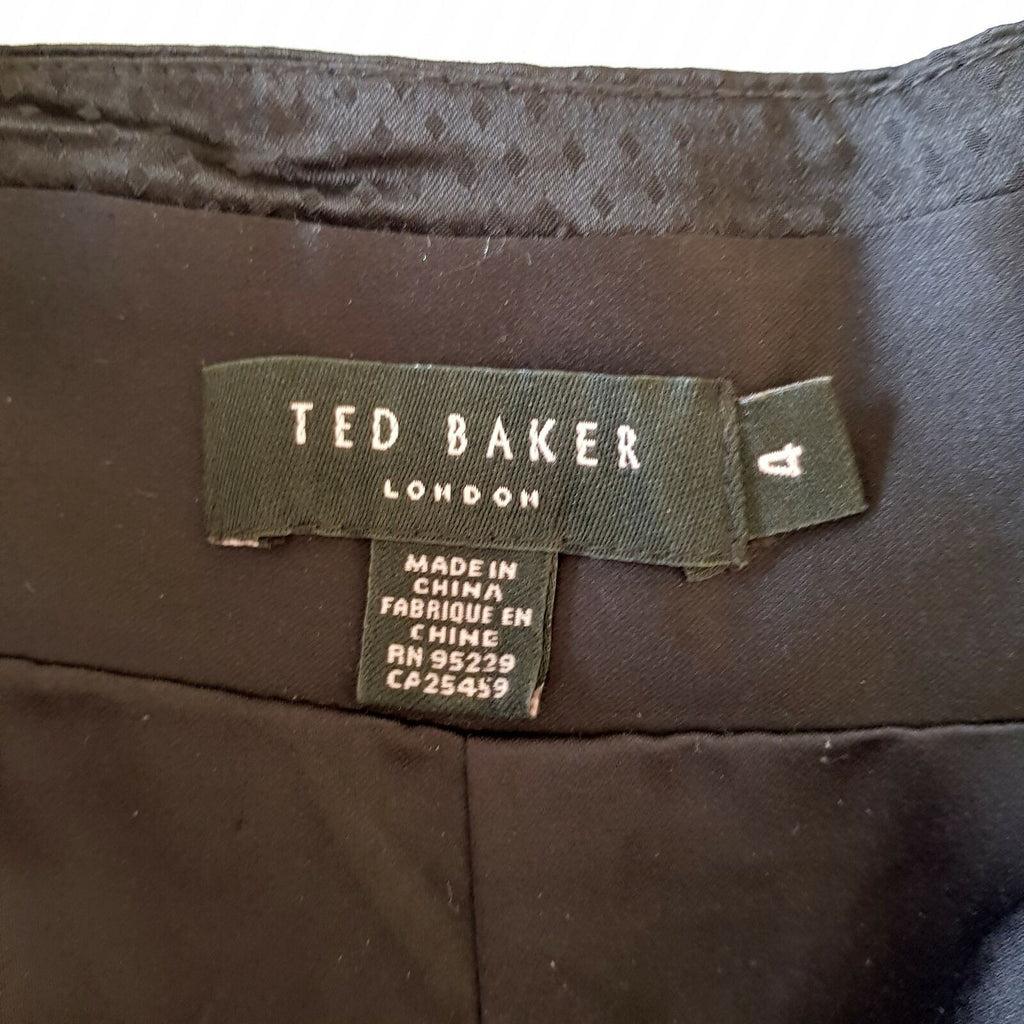 TED BAKER
LONDON
4
MADE IN
CHINA
FABRIQUE EN
CHINE
RN 95229
CA25459